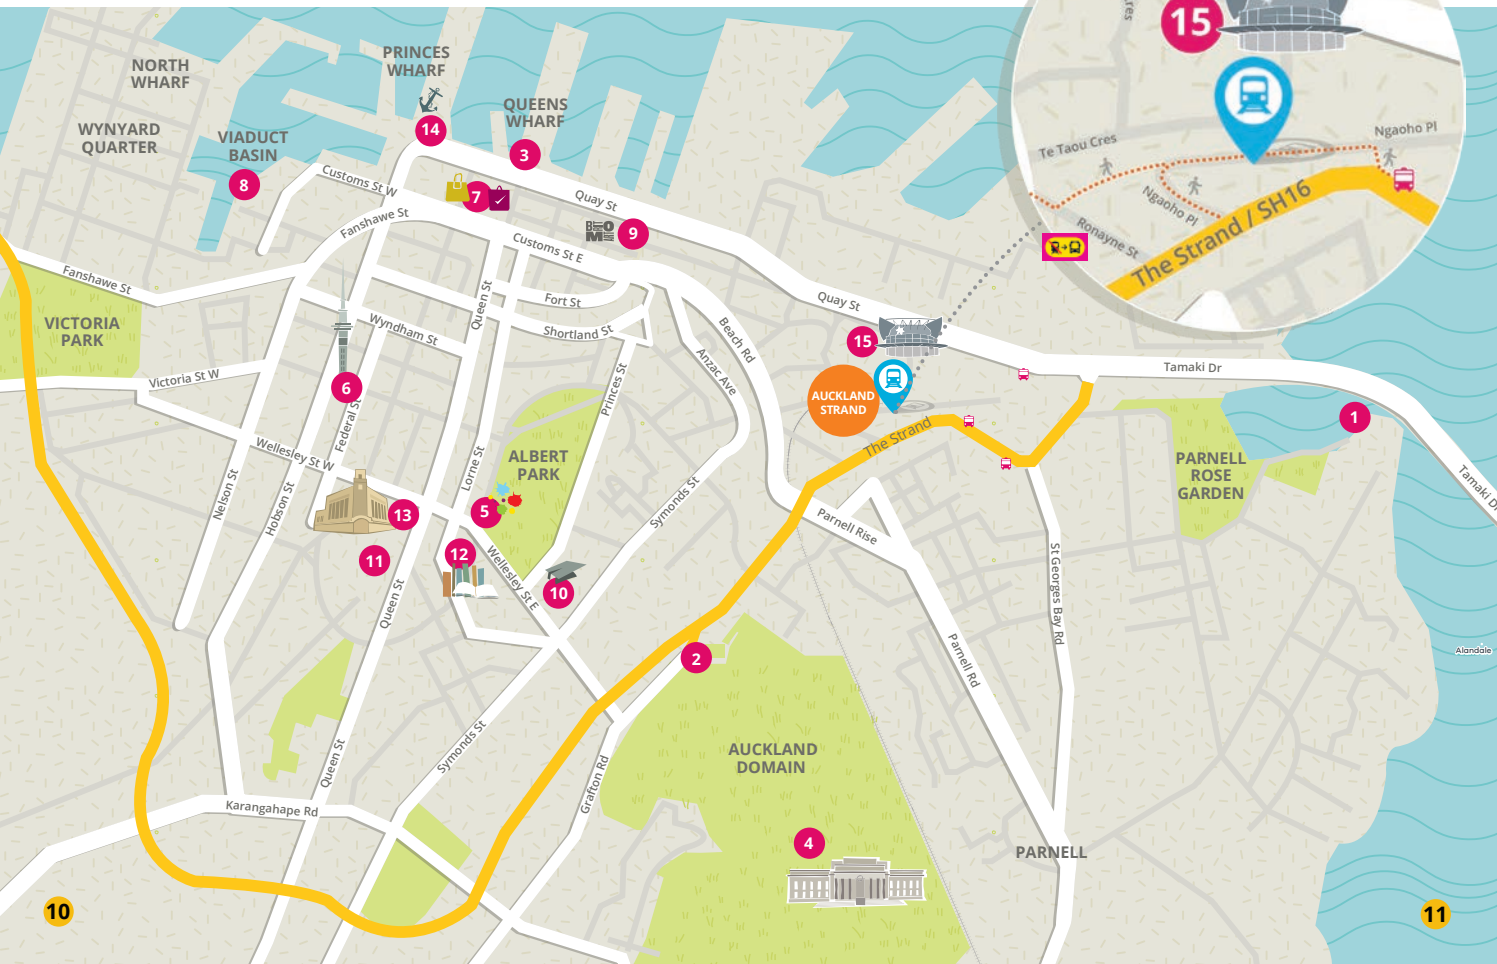 NORTH
WHARF
WYNYARD
QUARTER
VIADUCT
BASIN
8
PRINCES
WHARF
14
QUEENS
WHARF
3
Customs St W
7
Quay St
Fanshawe St
Customs St E
9
Fanshawe St
VICTORIA
PARK
Queen St
Fort St
Shortland St
Wyndham St
Beach Rd
Anzac Ave
Quay St
15
AUCKLAND
STRAND
The Strand
Tamaki Dr
1
Tamaki Dr
Victoria St W
6
Federal St
Princes St
Wellesley St W
Lorne St
ALBERT
PARK
5
Nelson St
Hobson St
13
11
12
Wellesley St E
10
Symonds St
Queen St
Parnell Rise
PARNELL
ROSE
GARDEN
St Georges Bay Rd
Parnell Rd
2
Alandale
AUCKLAND
DOMAIN
Symonds St
Queen St
Grafton Rd
Karangahape Rd
4
PARNELL
10
11
15
res
Te Taou Cres
Ngaoho Pl
Ngaoho Pl
Ronayne St
The Strand / SH16